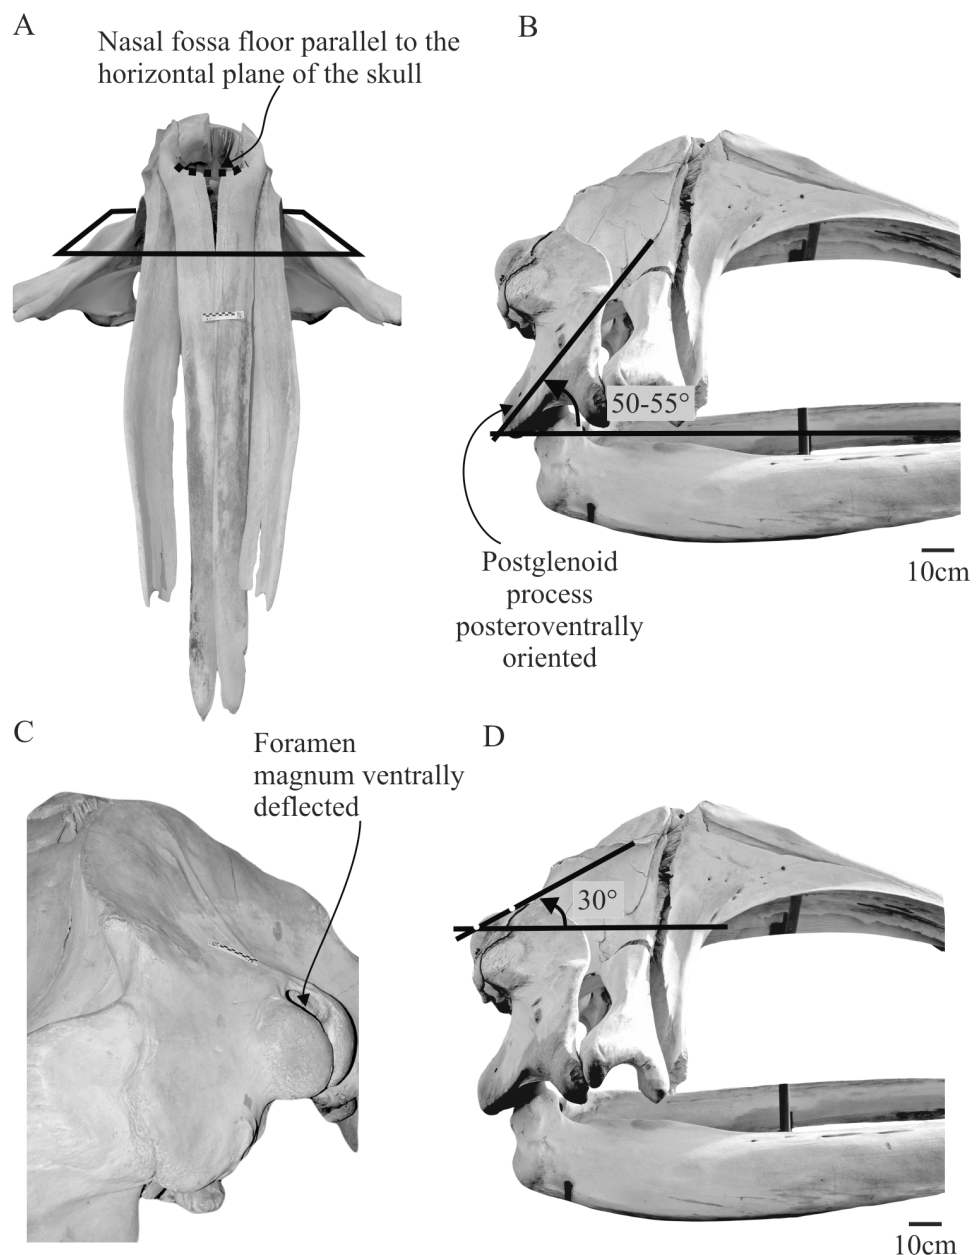 A
Nasal fossa floor parallel to the
horizontal plane of the skull
B
50-55°
10cm
Postglenoid
process
posteroventrally
oriented
C
Foramen
magnum ventrally
deflected
D
30°
10cm